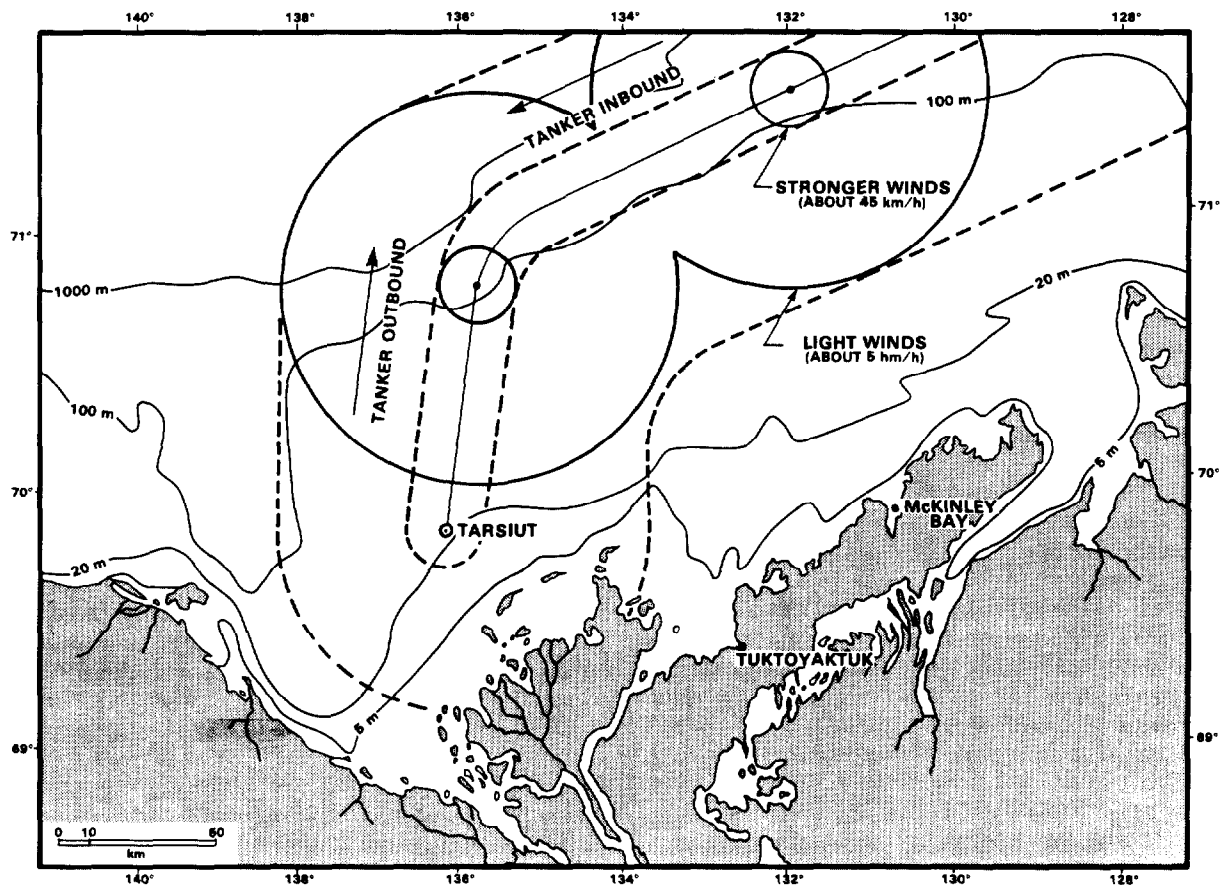 140° 138° 136° 134° 132° 130° 128°
TANKER INBOUND
100 m
STRONGER WINDS
(ABOUT 45 km/h)
71° 71°
TANKER OUTBOUND
1000 m
20 m
LIGHT WINDS
(ABOUT 5 hm/h)
100 m
5 m
70° 70°
McKINLEY
BAY
TARSIUT
20 m
TUKTOYAKTUK
5 m
69° 69°
0 10 50
km
140° 138° 136° 134° 132° 130° 128°